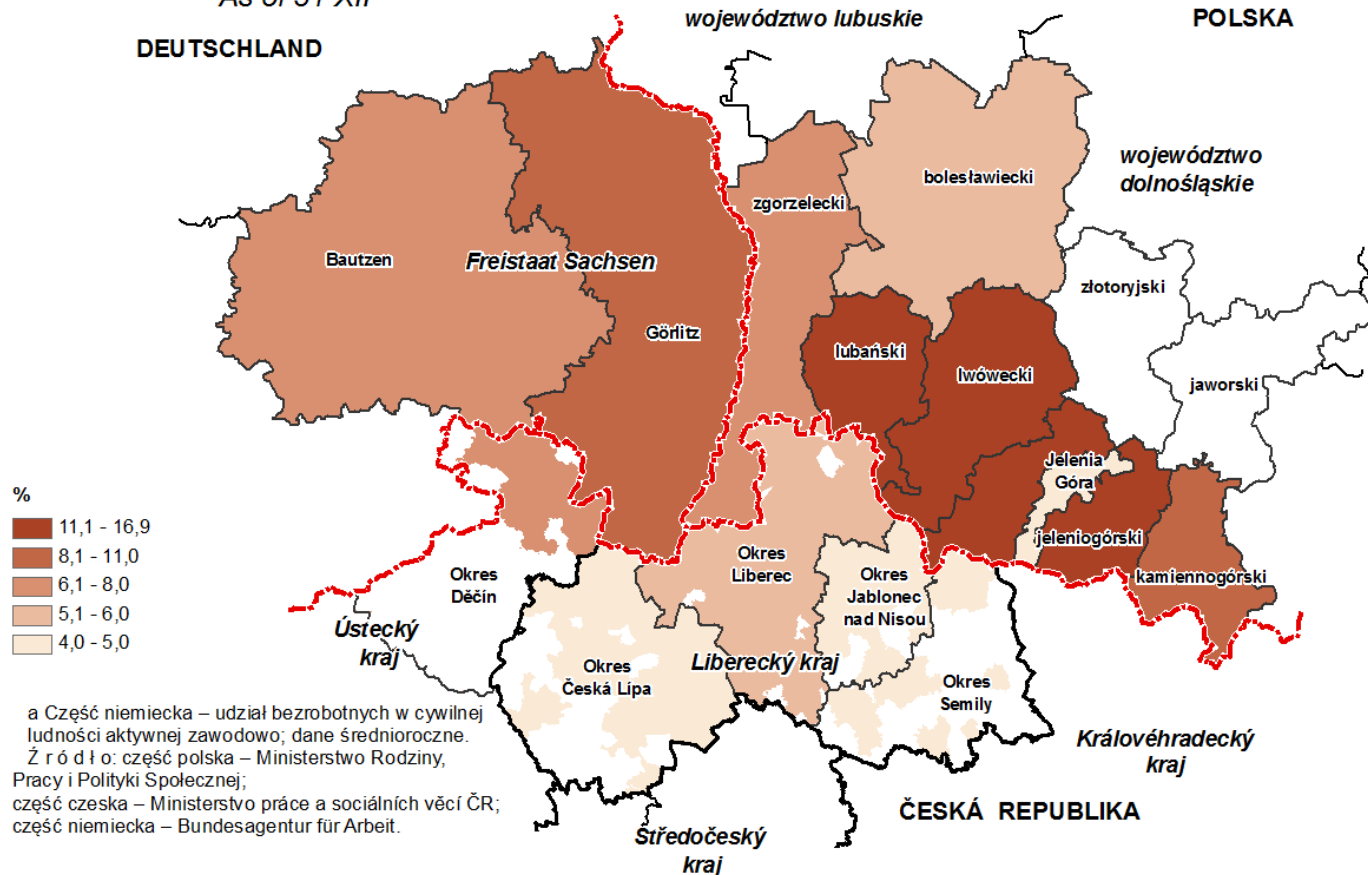 As of 31 XII
województwo lubuskie
POLSKA
DEUTSCHLAND
województwo
dolnośląskie
bolesławiecki
zgorzelecki
Bautzen
Freistaat Sachsen
złotoryjski
Görlitz
lubański
lwówecki
jaworski
Jelenia
Góra
%
11,1 – 16,9
8,1 – 11,0
6,1 – 8,0
5,1 – 6,0
4,0 – 5,0
jeleniogórski
kamiennogórski
Okres
Liberec
Okres
Jablonec
nad Nisou
Okres
Děčín
Ústecký
kraj
Okres
Česká Lípa
Liberecký kraj
Okres
Semily
Královéhradecký
kraj
a Część niemiecka – udział bezrobotnych w cywilnej
ludności aktywnej zawodowo; dane średnioroczne.
Ź r ó d ł o: część polska – Ministerstwo Rodziny,
Pracy i Polityki Społecznej;
część czeska – Ministerstvo práce a sociálních věcí ČR;
część niemiecka – Bundesagentur für Arbeit.
ČESKÁ REPUBLIKA
Středočeský
kraj